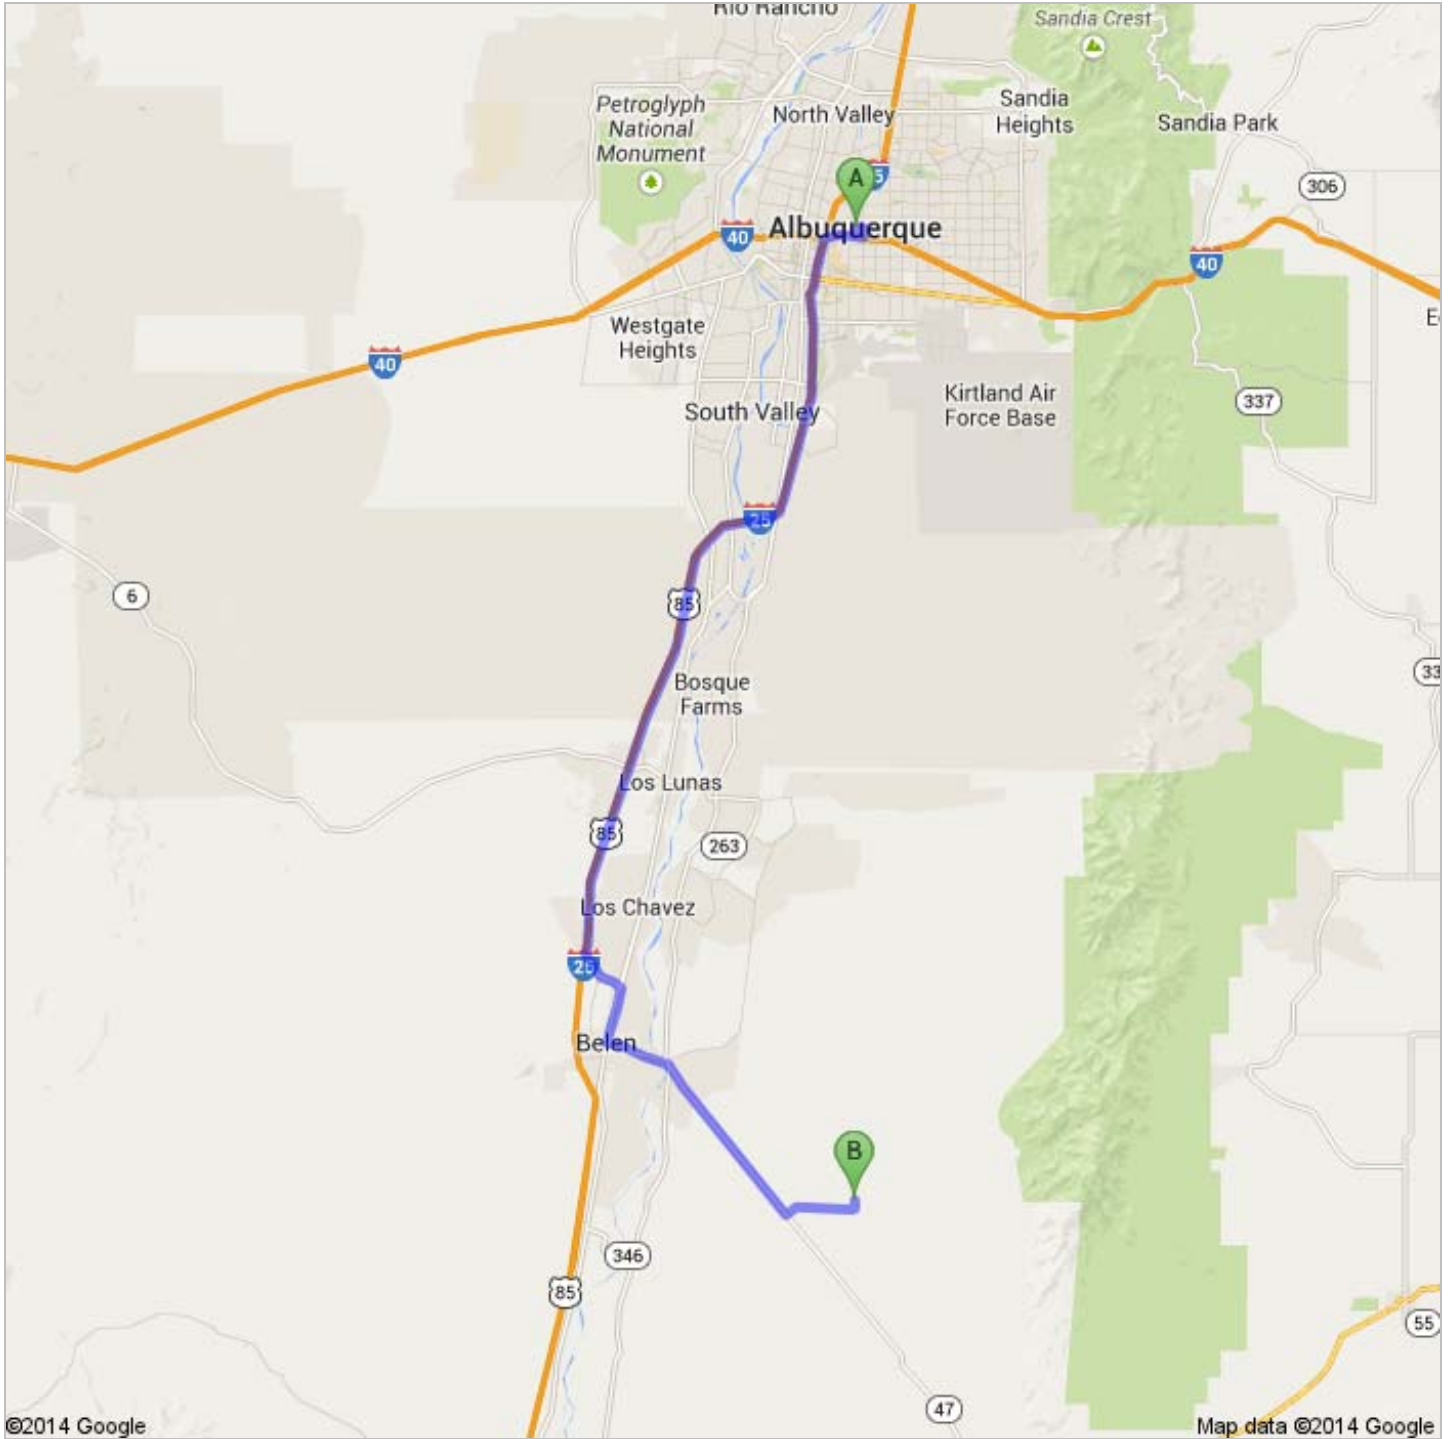 Rio Rancho
Sandia Crest
Petroglyph
National
Monument
North Valley
Sandia
Heights
Sandia Park
A
306
Albuquerque
40
40
Westgate
Heights
40
Kirtland Air
Force Base
337
South Valley
25
6
85
Bosque
Farms
Los Lunas
85
263
Los Chavez
25
Belen
B
346
85
55
47
©2014 Google
Map data ©2014 Google